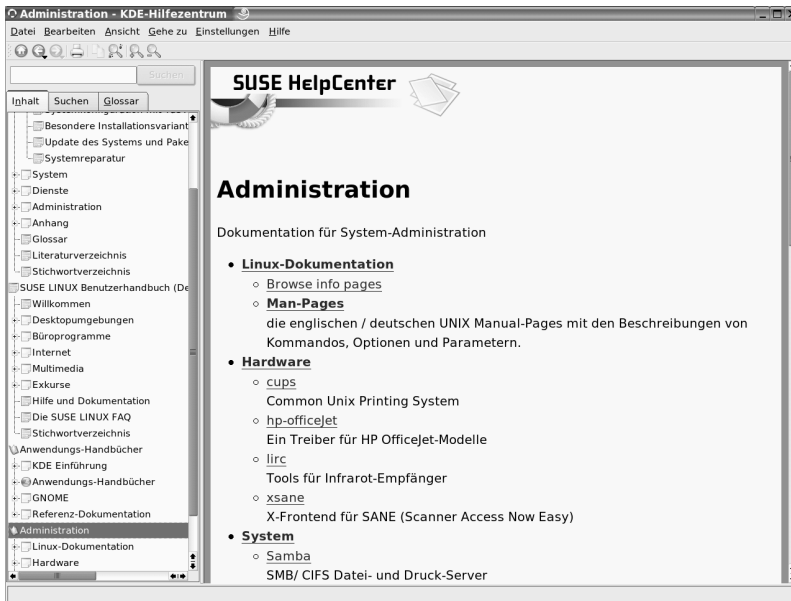 Administration - KDE-Hilfezentrum
Datei Bearbeiten Ansicht Gehe zu Einstellungen Hilfe
Suchen
Inhalt Suchen Glossar
Besondere Installationsvariant
Update des Systems und Pake
Systemreparatur
System
Dienste
Administration
Anhang
Glossar
Literaturverzeichnis
Stichwortverzeichnis
SUSE LINUX Benutzerhandbuch (De
Willkommen
Desktopumgebungen
Büroprogramme
Internet
Multimedia
Exkurse
Hilfe und Dokumentation
Die SUSE LINUX FAQ
Stichwortverzeichnis
Anwendungs-Handbücher
KDE Einführung
Anwendungs-Handbücher
GNOME
Referenz-Dokumentation
Administration
Linux-Dokumentation
Hardware
SUSE HelpCenter
Administration
Dokumentation für System-Administration
Linux-Dokumentation
Browse info pages
Man-Pages
die englischen / deutschen UNIX Manual-Pages mit den Beschreibungen von
Kommandos, Optionen und Parametern.
Hardware
cups
Common Unix Printing System
hp-officeJet
Ein Treiber für HP OfficeJet-Modelle
lirc
Tools für Infrarot-Empfänger
xsane
X-Frontend für SANE (Scanner Access Now Easy)
System
Samba
SMB/ CIFS Datei- und Druck-Server